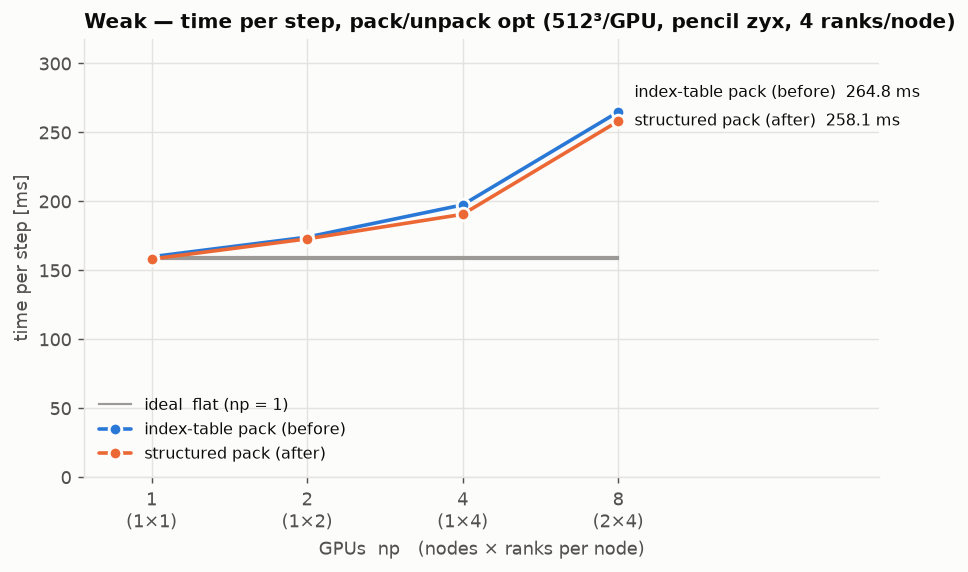 Weak — time per step, pack/unpack opt (512³/GPU, pencil zyx, 4 ranks/node)
time per step [ms]
300
250
200
150
100
50
0
index-table pack (before)  264.8 ms
structured pack (after)  258.1 ms
ideal  flat (np = 1)
index-table pack (before)
structured pack (after)
1
(1×1)
2
(1×2)
4
(1×4)
8
(2×4)
GPUs  np   (nodes × ranks per node)